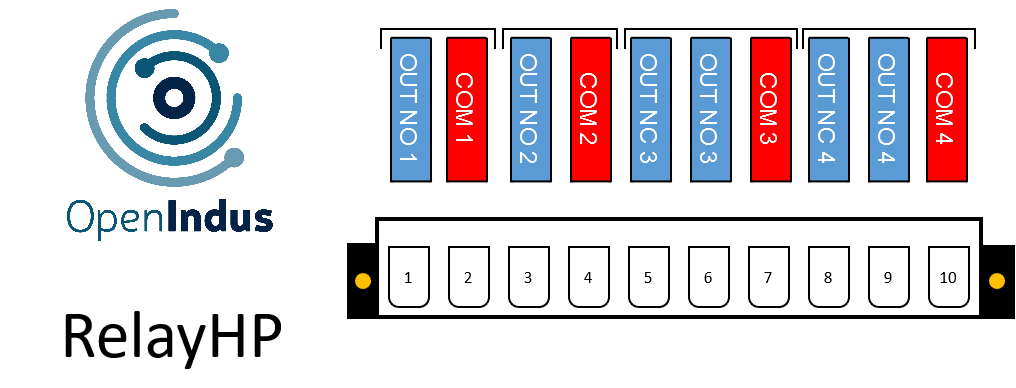 OpenIndus
RelayHP
OUT NO 1
COM 1
OUT NO 2
COM 2
OUT NC 3
OUT NO 3
COM 3
OUT NC 4
OUT NO 4
COM 4
1 2 3 4 5 6 7 8 9 10